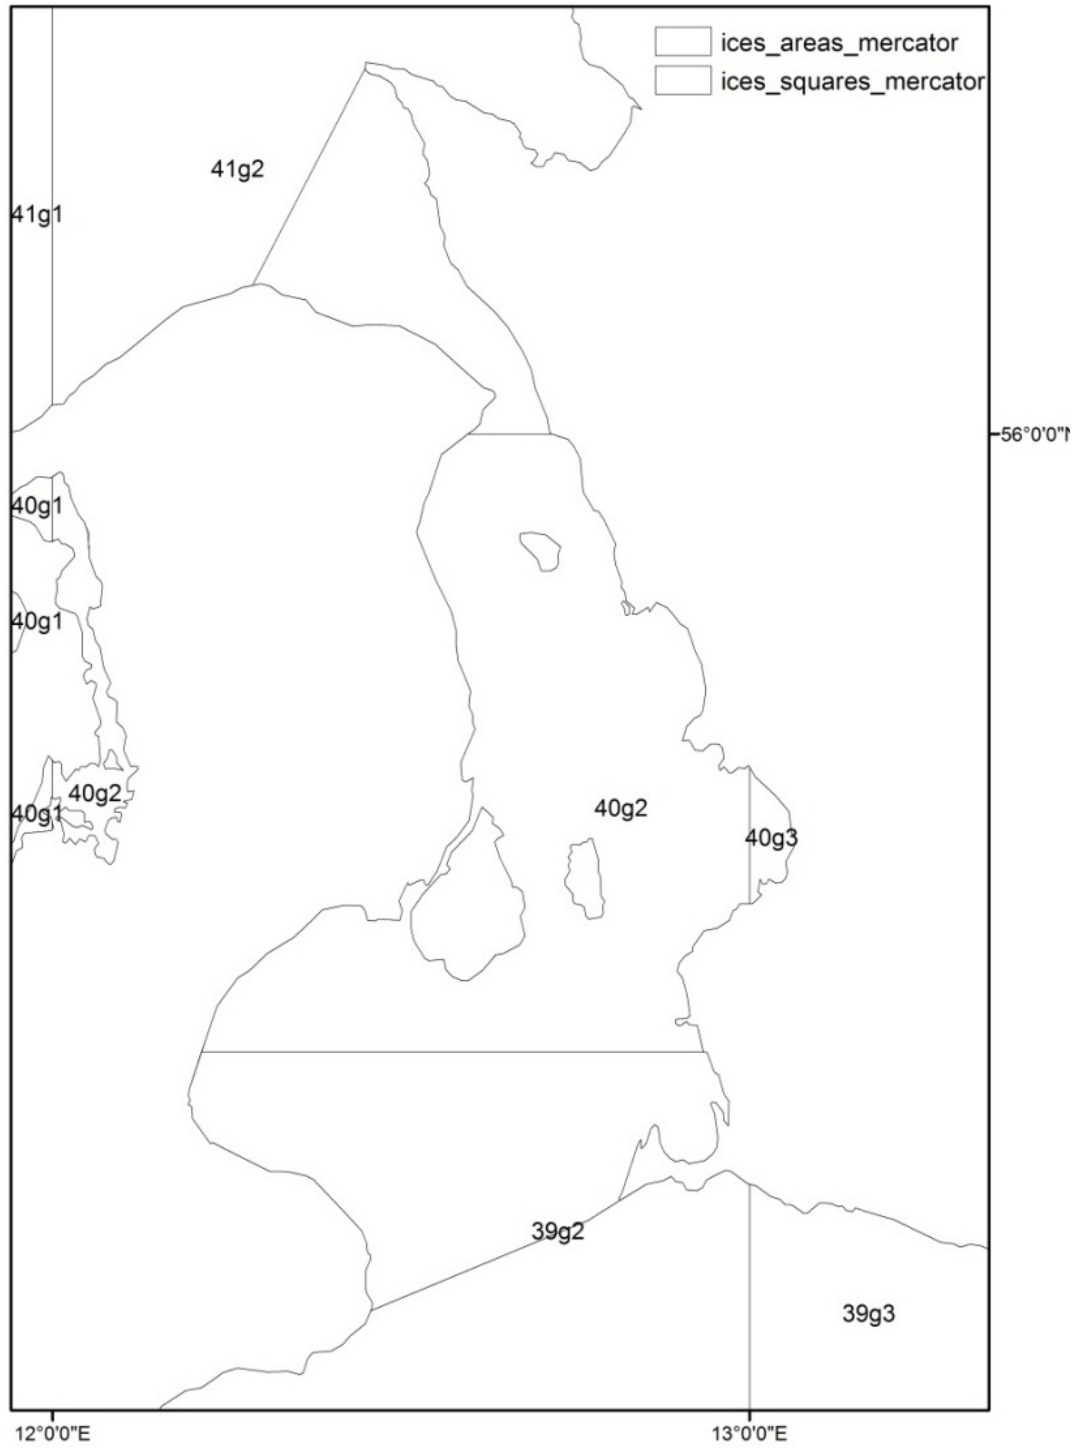 ices_areas_mercator
ices_squares_mercator
41g2
41g1
56°0'0"N
40g1
40g1
40g2
40g1
40g2
40g3
39g2
39g3
12°0'0"E
13°0'0"E